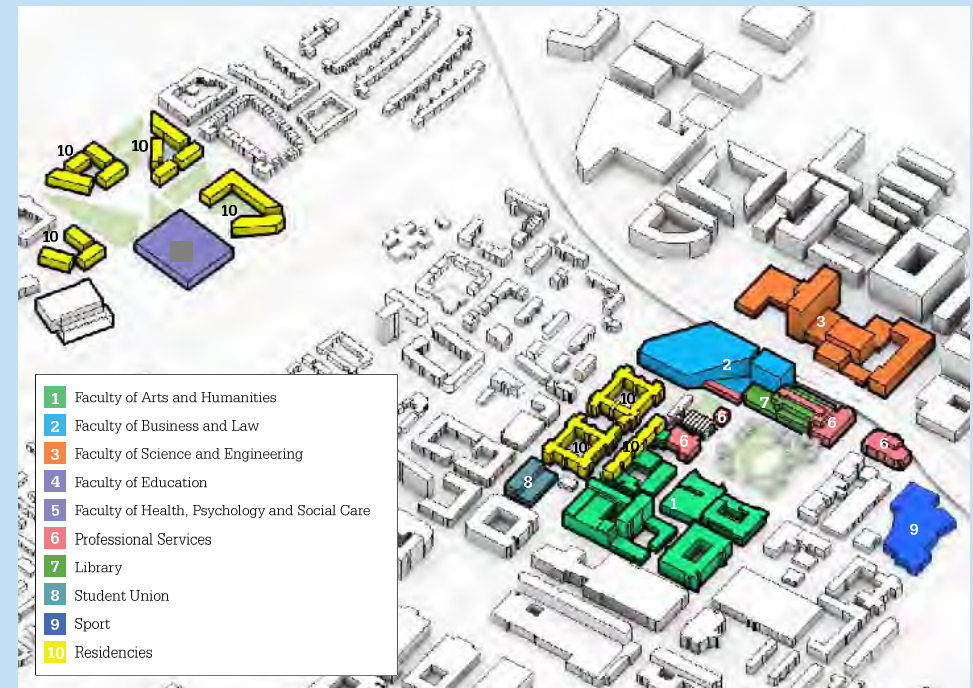 10
10
10
10
3
2
7
6
6
6
6
10
10
10
8
1
9
1 Faculty of Arts and Humanities
2 Faculty of Business and Law
3 Faculty of Science and Engineering
4 Faculty of Education
5 Faculty of Health, Psychology and Social Care
6 Professional Services
7 Library
8 Student Union
9 Sport
10 Residencies